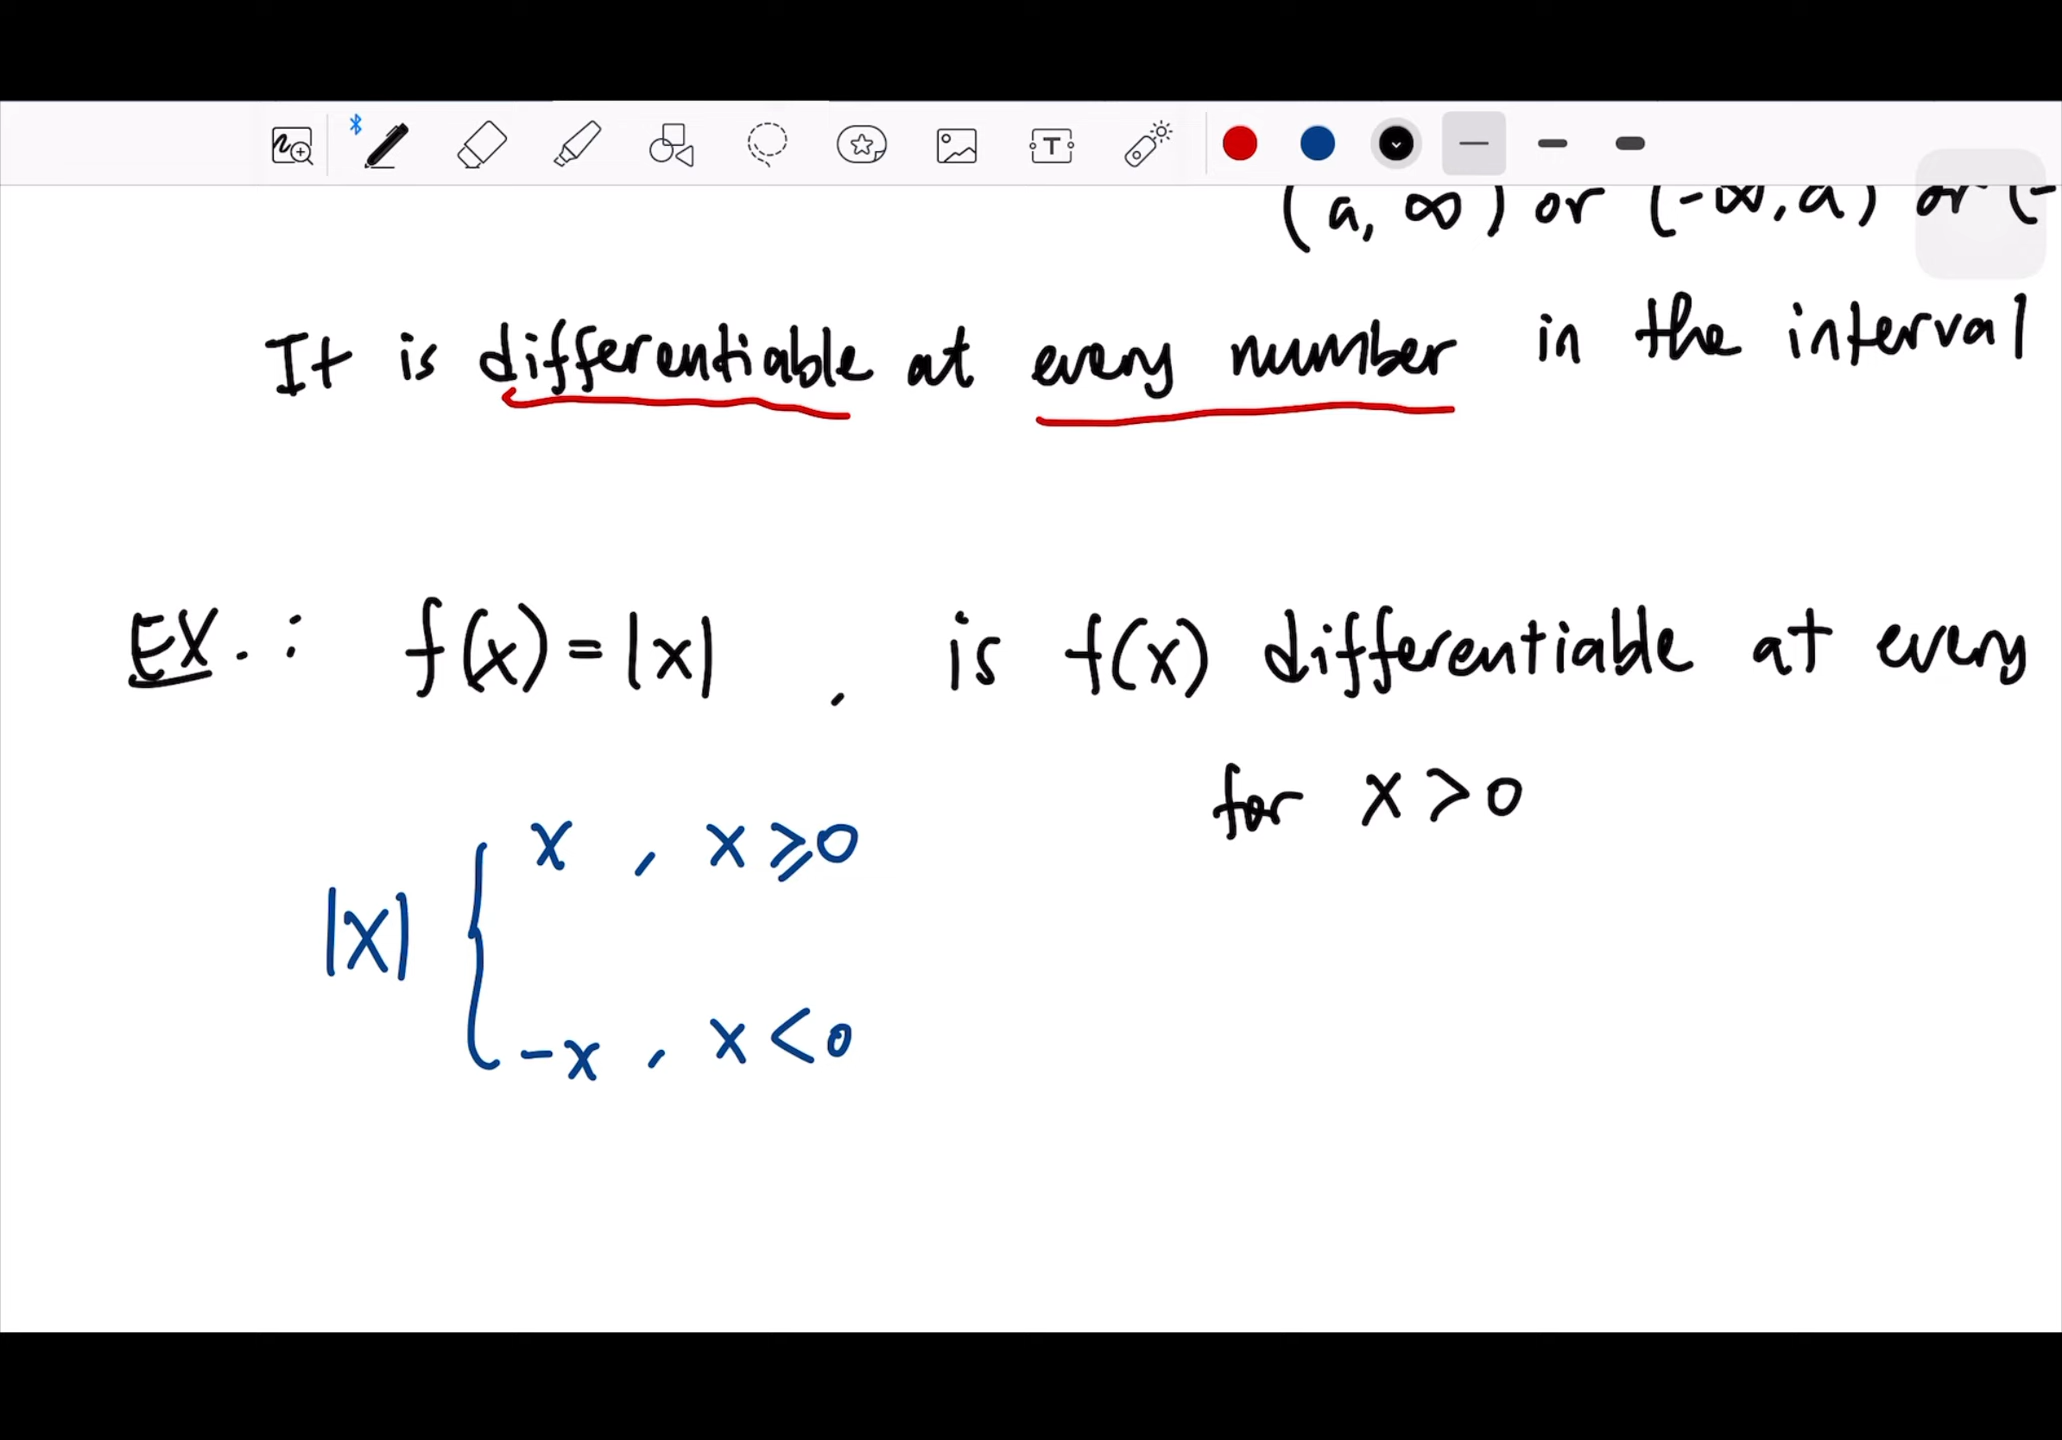 (a, ∞) or (-∞, a) or (-
It is differentiable at every number in the interval
EX. : f(x) = |x| , is f(x) differentiable at every
for x > 0
|x| { x , x ⩾ 0
-x , x < 0